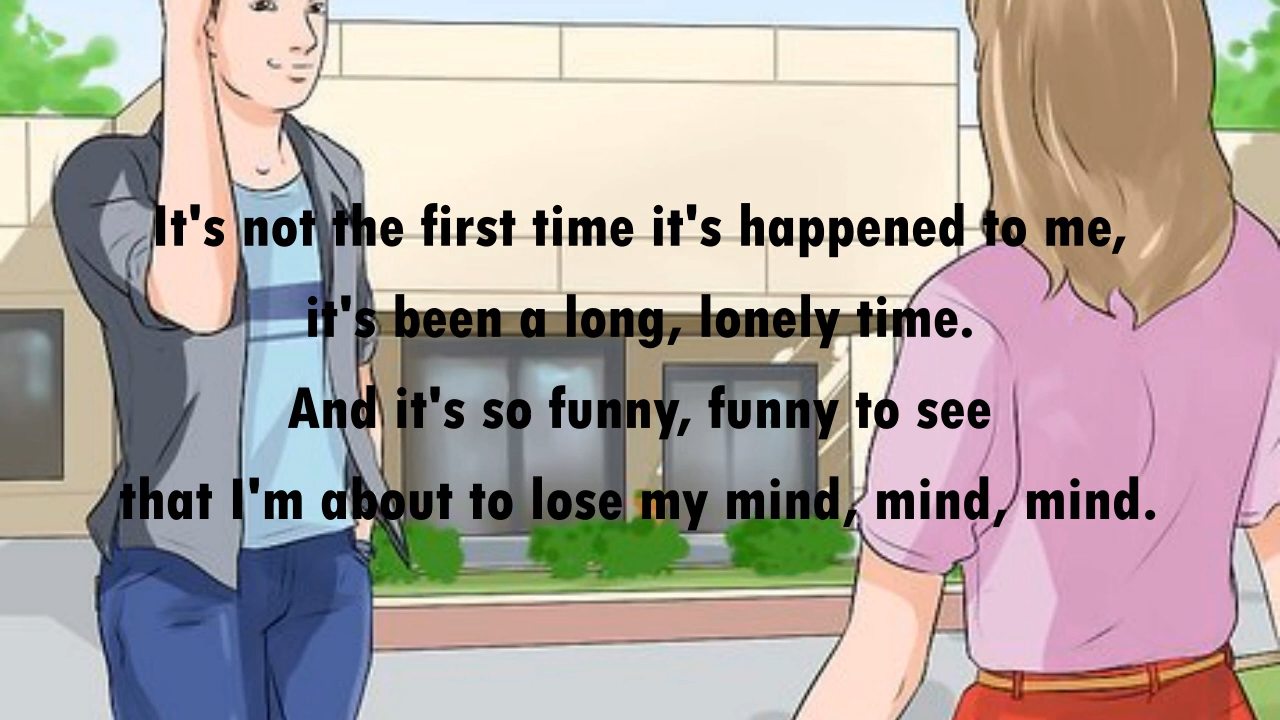 It's not the first time it's happened to me,
it's been a long, lonely time.
And it's so funny, funny to see
that I'm about to lose my mind, mind, mind.